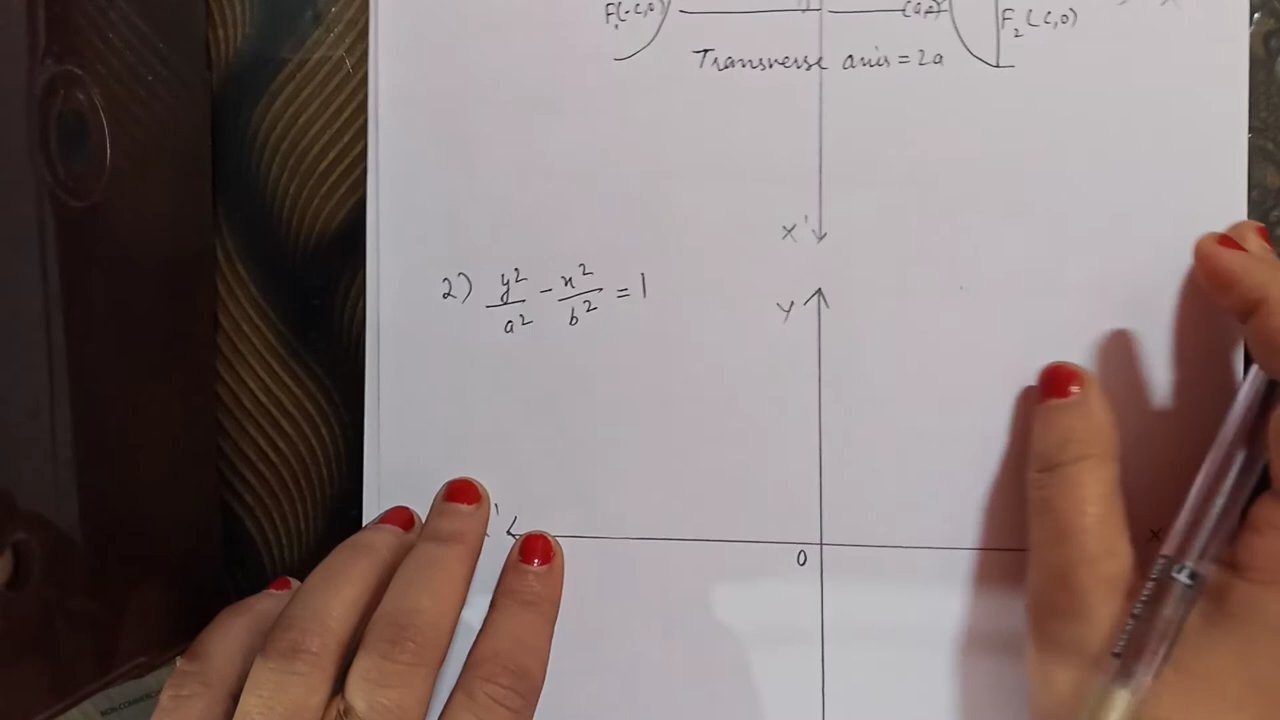 F₁(-c,0) (a,0) F₂(c,0)
Transverse axis = 2a
X'
2) y²/a² - x²/b² = 1
Y
X
0